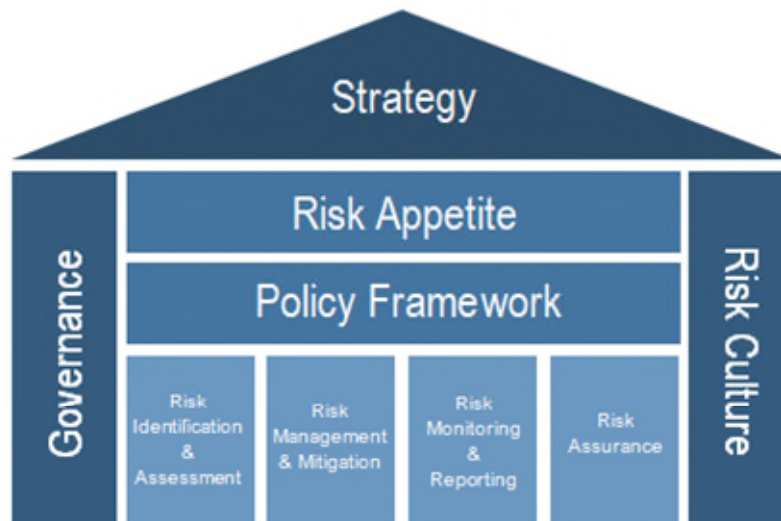 Strategy
Governance
Risk Appetite
Policy Framework
Risk
Identification
&
Assessment
Risk
Management
& Mitigation
Risk
Monitoring
&
Reporting
Risk
Assurance
Risk Culture